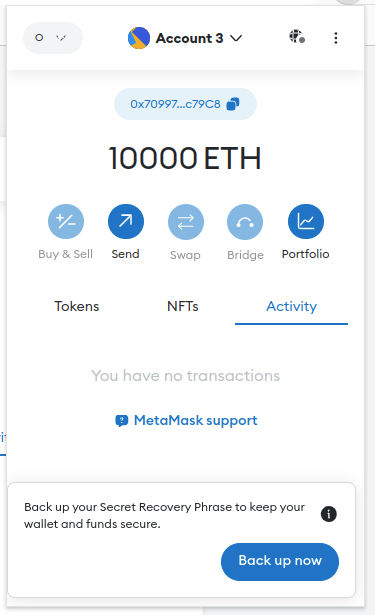 Account 3
0x70997...c79C8
10000 ETH
Buy & Sell
Send
Swap
Bridge
Portfolio
Tokens
NFTs
Activity
You have no transactions
MetaMask support
Back up your Secret Recovery Phrase to keep your
wallet and funds secure.
Back up now